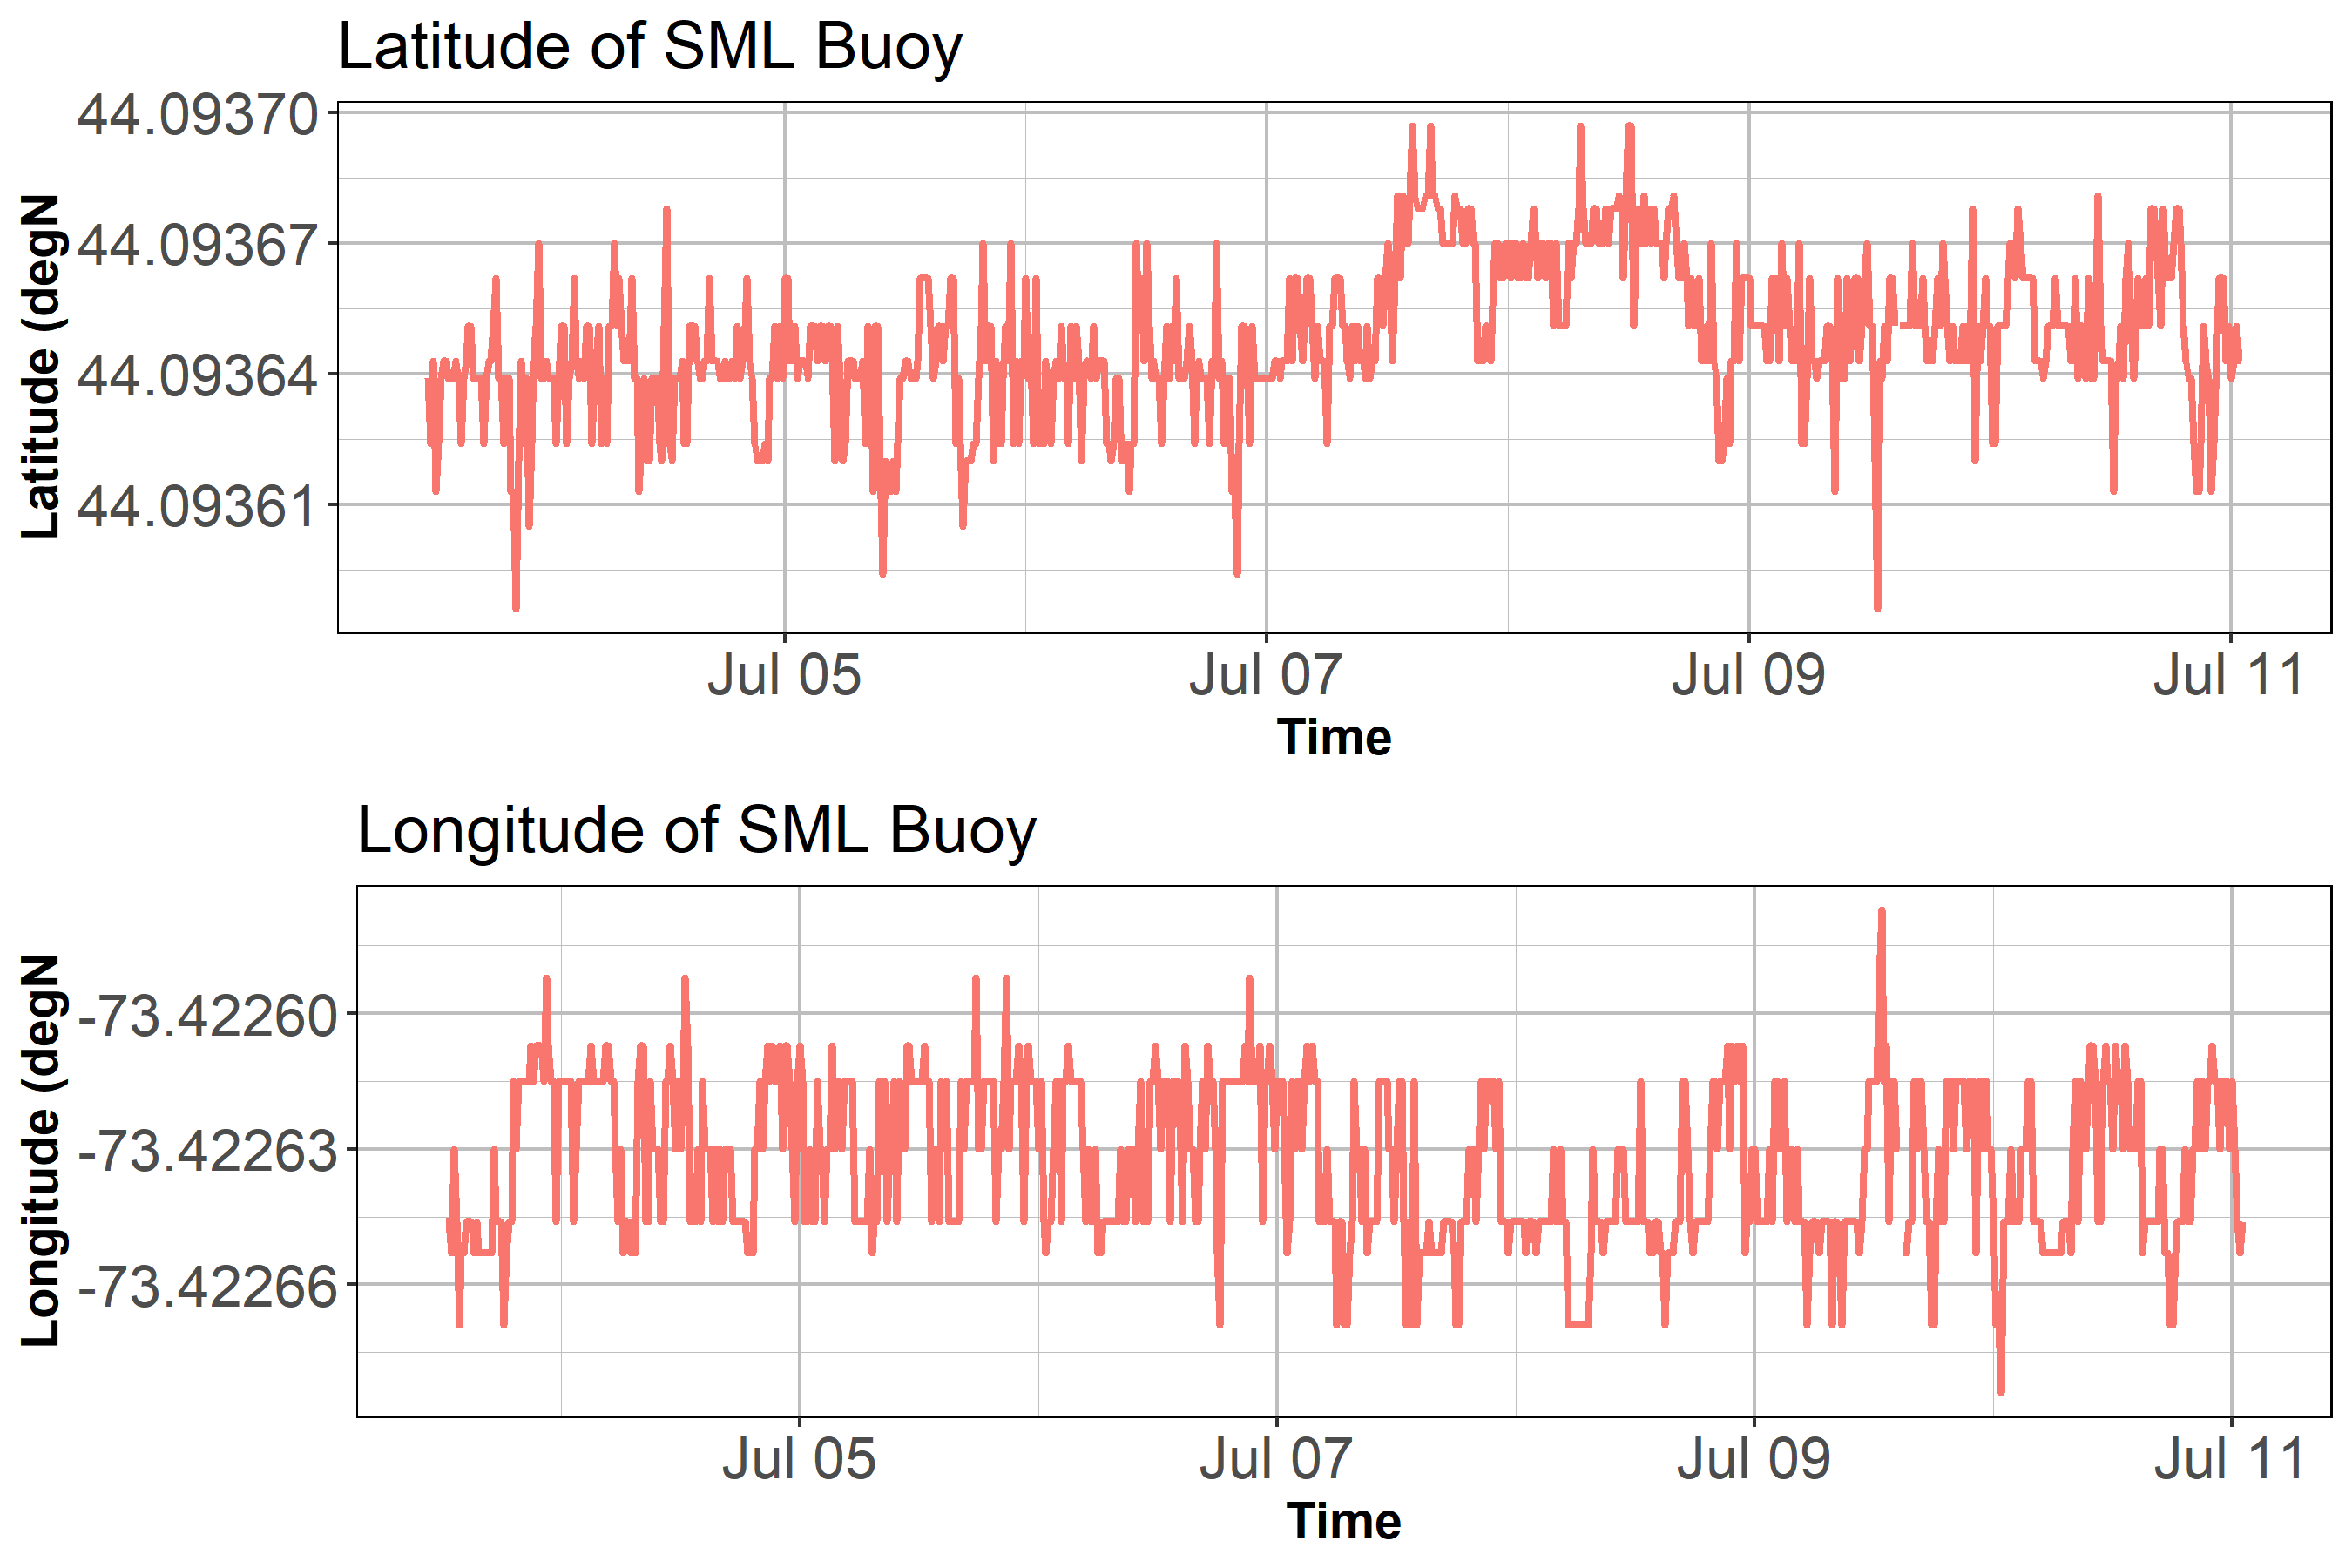 Latitude of SML Buoy
44.09370
44.09367
44.09364
44.09361
Latitude (degN
Jul 05 Jul 07 Jul 09 Jul 11
Time
Longitude of SML Buoy
-73.42260
-73.42263
-73.42266
Longitude (degN
Jul 05 Jul 07 Jul 09 Jul 11
Time